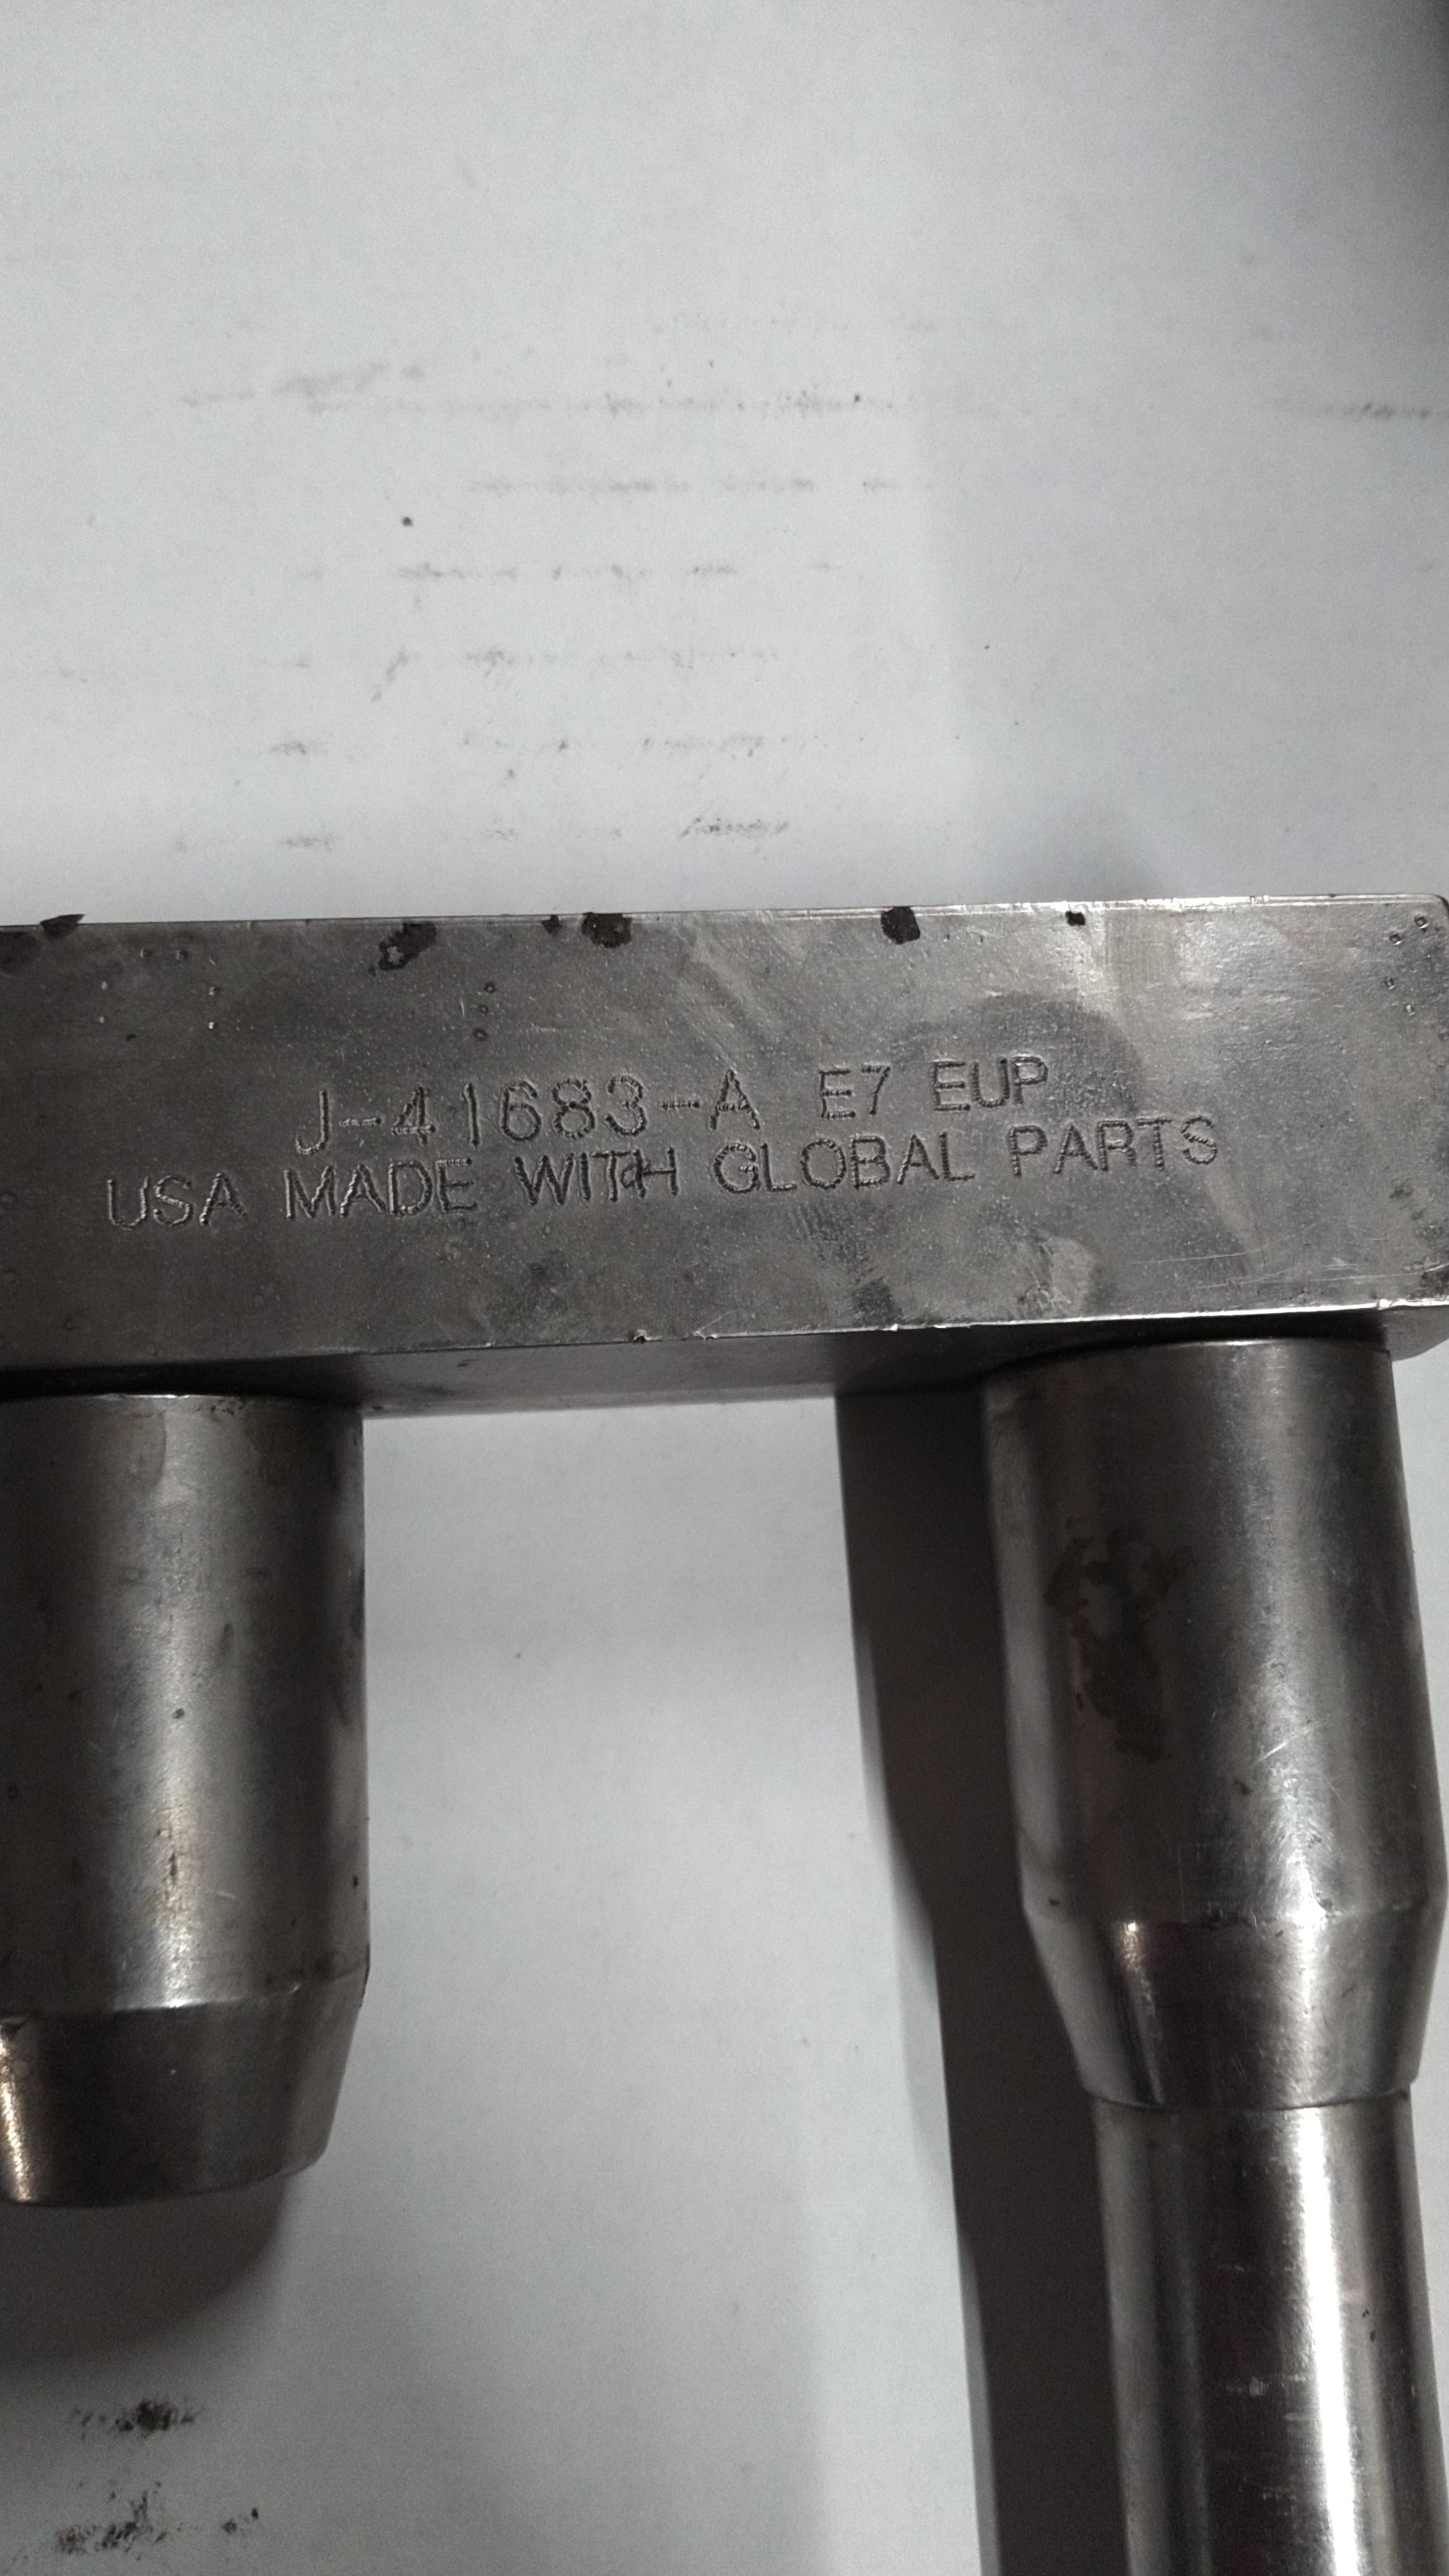 J-41683-A E7 EUP
USA MADE WITH GLOBAL PARTS